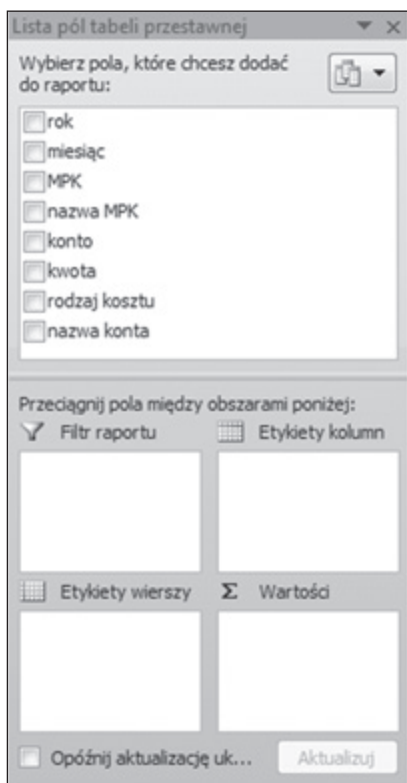 Lista pól tabeli przestawnej
Wybierz pola, które chcesz dodać
do raportu:
rok
miesiąc
MPK
nazwa MPK
konto
kwota
rodzaj kosztu
nazwa konta
Przeciągnij pola między obszarami poniżej:
Filtr raportu
Etykiety kolumn
Etykiety wierszy
Σ Wartości
Opóźnij aktualizację uk...
Aktualizuj